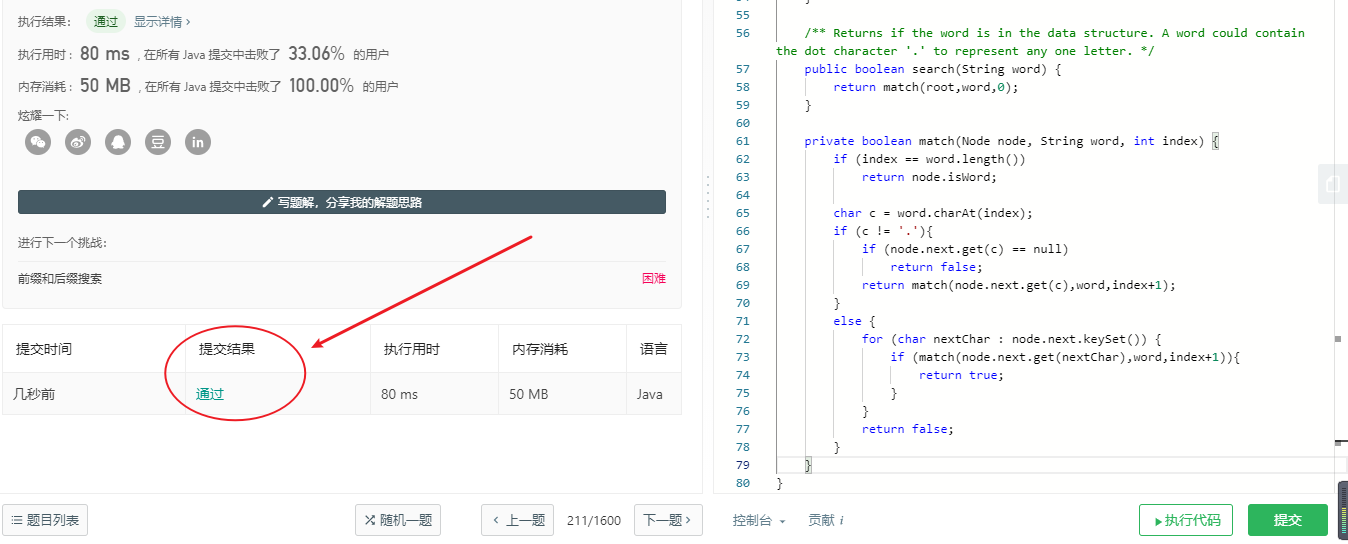 执行结果： 通过 显示详情 ›
执行用时 : 80 ms , 在所有 Java 提交中击败了 33.06% 的用户
内存消耗 : 50 MB , 在所有 Java 提交中击败了 100.00% 的用户
炫耀一下:
写题解，分享我的解题思路
进行下一个挑战：
前缀和后缀搜索 困难
提交时间 提交结果 执行用时 内存消耗 语言
几秒前 通过 80 ms 50 MB Java
题目列表 随机一题 ‹ 上一题 211/1600 下一题 ›
55
56 /** Returns if the word is in the data structure. A word could contain
the dot character '.' to represent any one letter. */
57 public boolean search(String word) {
58 return match(root,word,0);
59 }
60
61 private boolean match(Node node, String word, int index) {
62 if (index == word.length())
63 return node.isWord;
64
65 char c = word.charAt(index);
66 if (c != '.'){
67 if (node.next.get(c) == null)
68 return false;
69 return match(node.next.get(c),word,index+1);
70 }
71 else {
72 for (char nextChar : node.next.keySet()) {
73 if (match(node.next.get(nextChar),word,index+1)){
74 return true;
75 }
76 }
77 return false;
78 }
79 }
80 }
控制台 贡献 i 执行代码 提交